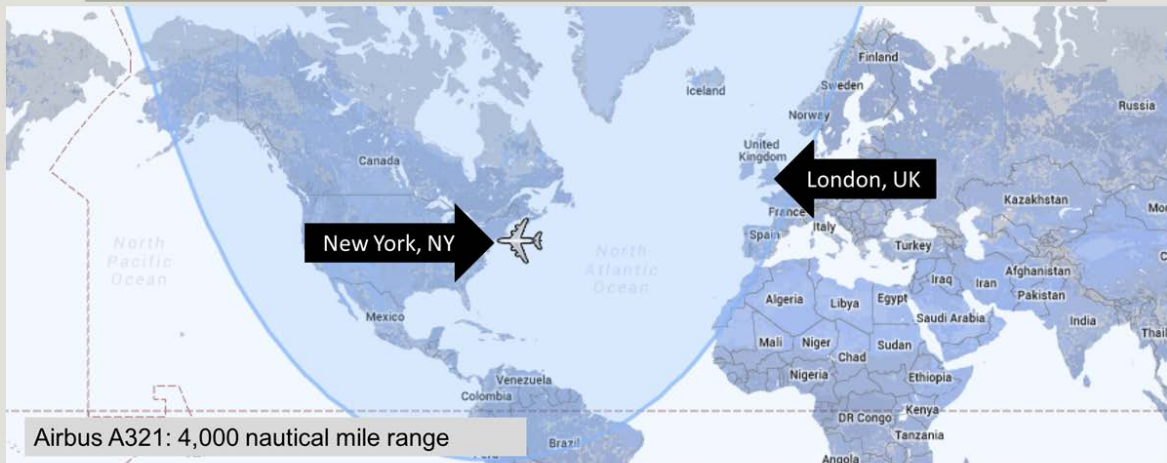 Finland
Sweden
Iceland
Russia
Norway
United
Kingdom
Canada
London, UK
Kazakhstan
France
New York, NY
Italy
Spain
North
Pacific
Ocean
North
Atlantic
Ocean
Turkey
Afghanistan
Iraq
Iran
Pakistan
Algeria
Libya
Egypt
Saudi Arabia
India
Mexico
Mali
Niger
Chad
Sudan
Nigeria
Ethiopia
Venezuela
Colombia
DR Congo
Kenya
Tanzania
Angola
Brazil
Airbus A321: 4,000 nautical mile range